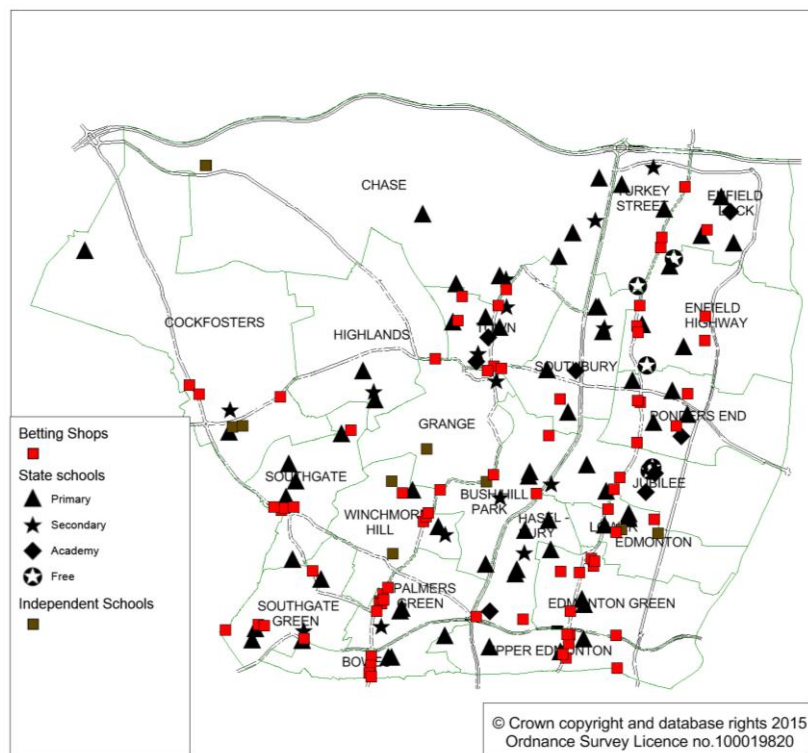 CHASE
TURKEY
STREET
ENFIELD
LOCK
COCKFOSTERS
HIGHLANDS
TOWN
ENFIELD
HIGHWAY
SOUTHBURY
GRANGE
PONDERS END
SOUTHGATE
BUSH HILL
PARK
JUBILEE
WINCHMORE
HILL
HASEL -
BURY
LOWER
EDMONTON
PALMERS
GREEN
SOUTHGATE
GREEN
EDMONTON GREEN
BOWES
UPPER EDMONTON
Betting Shops
State schools
Primary
Secondary
Academy
Free
Independent Schools
© Crown copyright and database rights 2015
Ordnance Survey Licence no.100019820